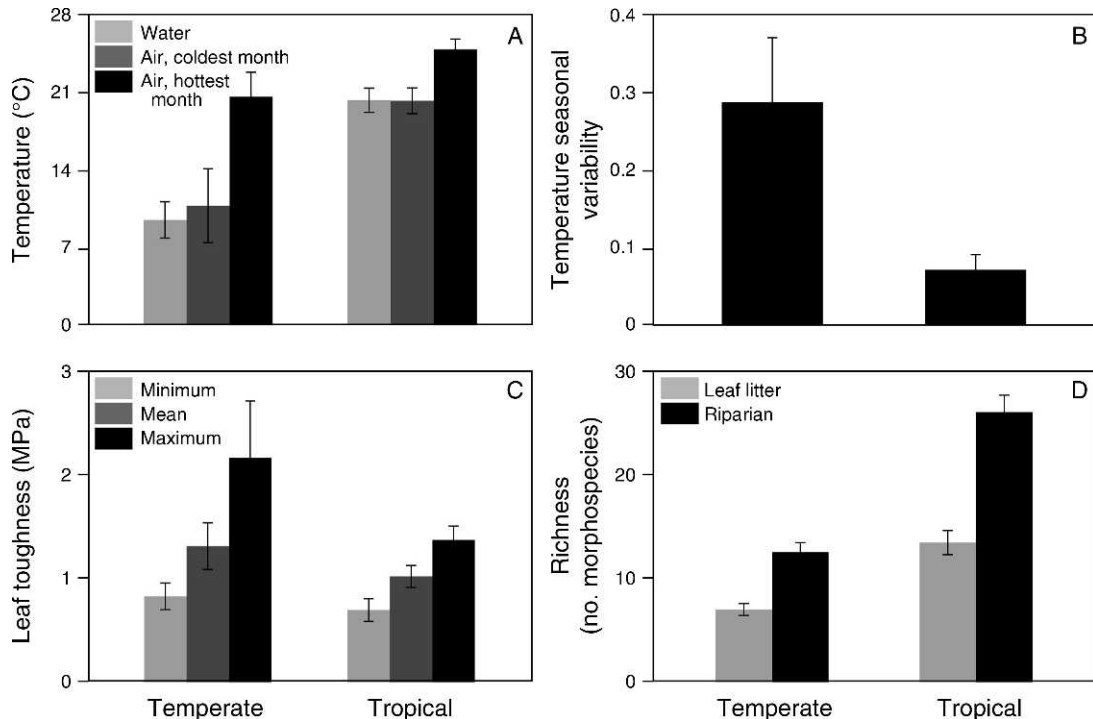 A
Temperature (°C)
28
21
14
7
0
Water
Air, coldest month
Air, hottest
month
B
Temperature seasonal
variability
0.4
0.3
0.2
0.1
0
C
Leaf toughness (MPa)
3
2
1
0
Minimum
Mean
Maximum
Temperate
Tropical
D
Richness
(no. morphospecies)
30
20
10
0
Leaf litter
Riparian
Temperate
Tropical